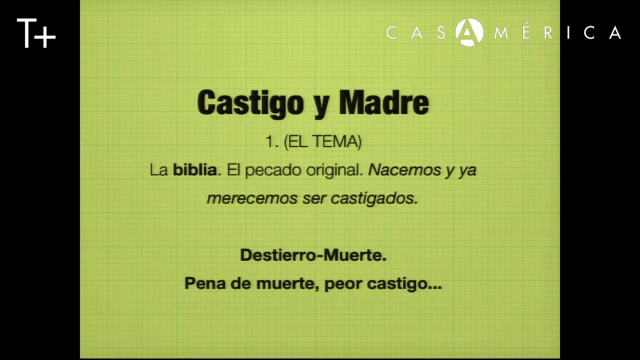 T+
CASAMÉRICA
Castigo y Madre
1. (EL TEMA)
La biblia. El pecado original. Nacemos y ya
merecemos ser castigados.
Destierro-Muerte.
Pena de muerte, peor castigo...